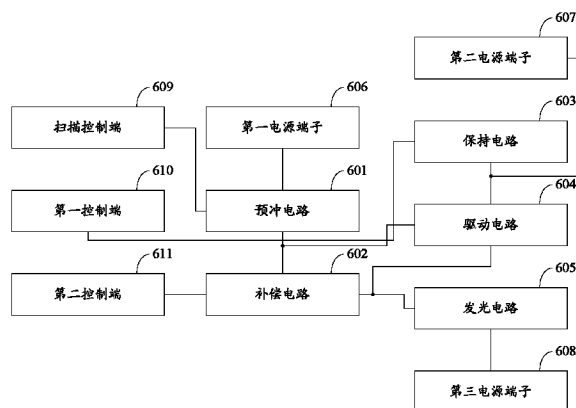 607
第二电源端子
609
扫描控制端
606
第一电源端子
603
保持电路
610
第一控制端
601
预冲电路
604
驱动电路
611
第二控制端
602
补偿电路
605
发光电路
608
第三电源端子